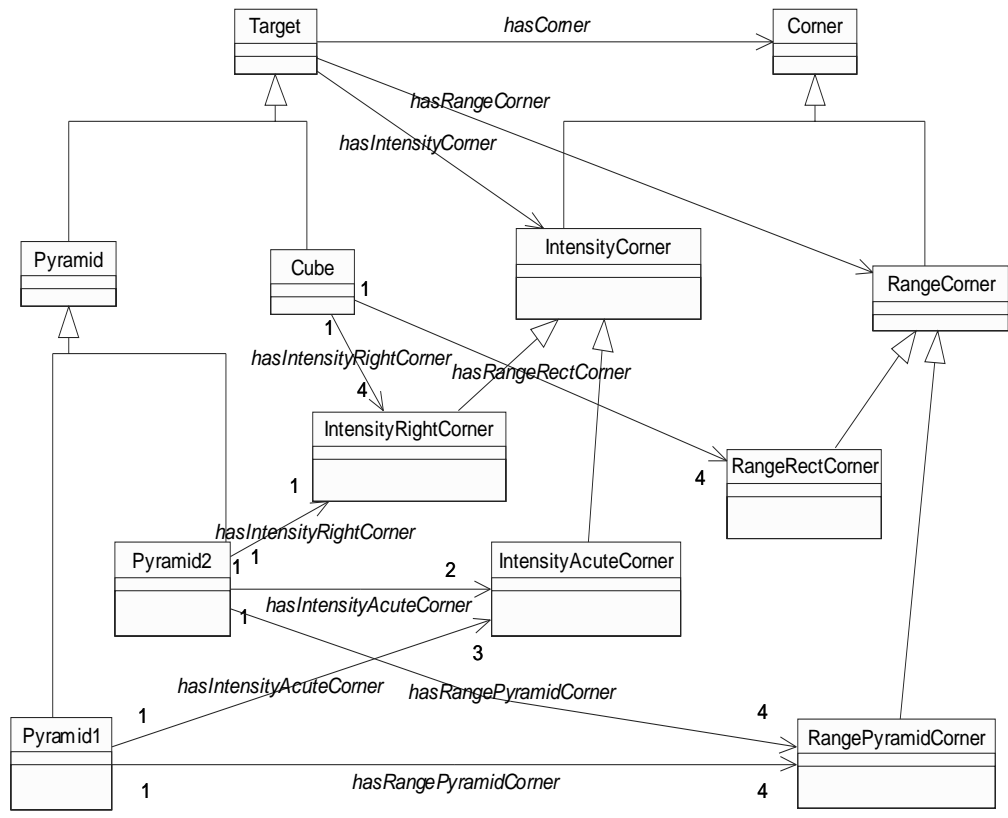 Target
hasCorner
Corner
hasRangeCorner
hasIntensityCorner
Pyramid
Cube
IntensityCorner
RangeCorner
1
1
hasIntensityRightCorner
hasRangeRectCorner
4
IntensityRightCorner
RangeRectCorner
4
1
hasIntensityRightCorner
1
Pyramid2
1
2
IntensityAcuteCorner
hasIntensityAcuteCorner
1
3
hasIntensityAcuteCorner
hasRangePyramidCorner
1
4
Pyramid1
RangePyramidCorner
hasRangePyramidCorner
1
4